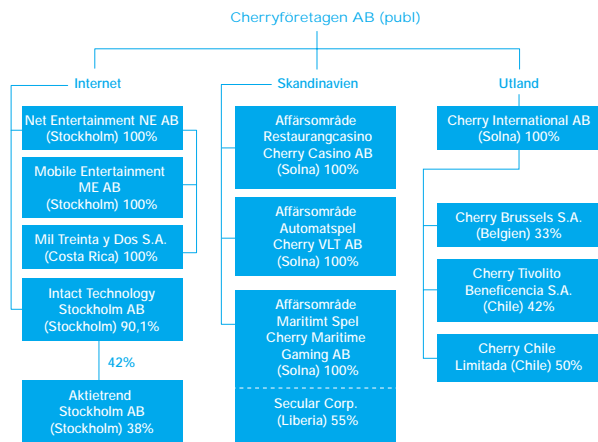 Cherryföretagen AB (publ)
Internet
Net Entertainment NE AB
(Stockholm) 100%
Mobile Entertainment
ME AB
(Stockholm) 100%
Mil Treinta y Dos S.A.
(Costa Rica) 100%
Intact Technology
Stockholm AB
(Stockholm) 90,1%
42%
Aktietrend
Stockholm AB
(Stockholm) 38%
Skandinavien
Affärsområde
Restaurangcasino
Cherry Casino AB
(Solna) 100%
Affärsområde
Automatspel
Cherry VLT AB
(Solna) 100%
Affärsområde
Maritimt Spel
Cherry Maritime
Gaming AB
(Solna) 100%
Secular Corp.
(Liberia) 55%
Utland
Cherry International AB
(Solna) 100%
Cherry Brussels S.A.
(Belgien) 33%
Cherry Tivolito
Beneficencia S.A.
(Chile) 42%
Cherry Chile
Limitada (Chile) 50%